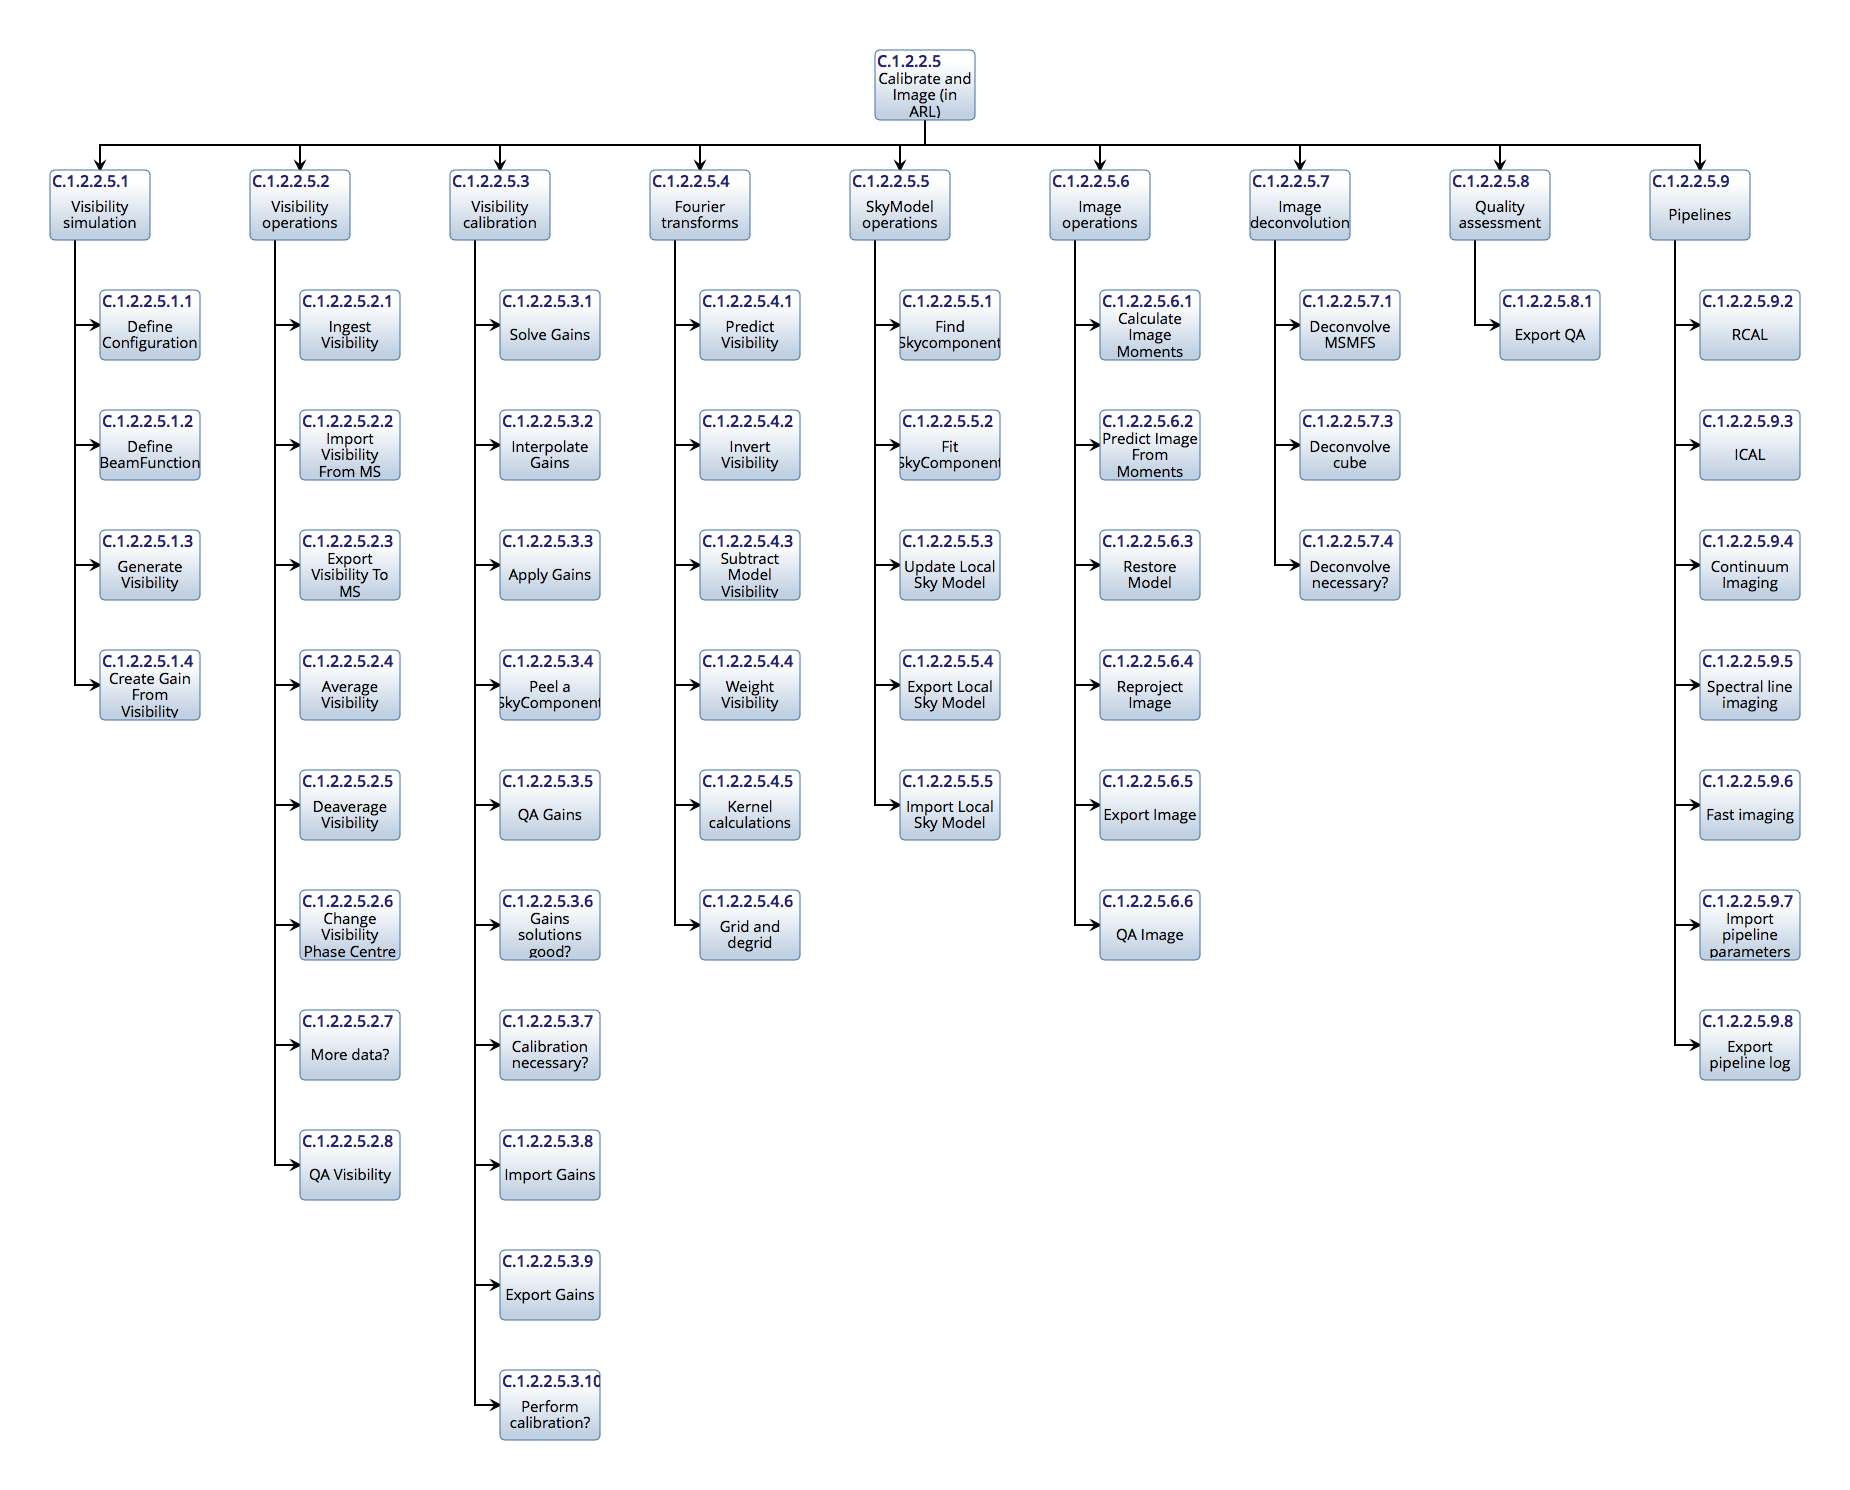 C.1.2.2.5
Calibrate and
Image (in
ARL)
C.1.2.2.5.1
Visibility
simulation
C.1.2.2.5.2
Visibility
operations
C.1.2.2.5.3
Visibility
calibration
C.1.2.2.5.4
Fourier
transforms
C.1.2.2.5.5
SkyModel
operations
C.1.2.2.5.6
Image
operations
C.1.2.2.5.7
Image
deconvolution
C.1.2.2.5.8
Quality
assessment
C.1.2.2.5.9
Pipelines
C.1.2.2.5.1.1
Define
Configuration
C.1.2.2.5.1.2
Define
BeamFunction
C.1.2.2.5.1.3
Generate
Visibility
C.1.2.2.5.1.4
Create Gain
From
Visibility
C.1.2.2.5.2.1
Ingest
Visibility
C.1.2.2.5.2.2
Import
Visibility
From MS
C.1.2.2.5.2.3
Export
Visibility To
MS
C.1.2.2.5.2.4
Average
Visibility
C.1.2.2.5.2.5
Deaverage
Visibility
C.1.2.2.5.2.6
Change
Visibility
Phase Centre
C.1.2.2.5.2.7
More data?
C.1.2.2.5.2.8
QA Visibility
C.1.2.2.5.3.1
Solve Gains
C.1.2.2.5.3.2
Interpolate
Gains
C.1.2.2.5.3.3
Apply Gains
C.1.2.2.5.3.4
Peel a
SkyComponent
C.1.2.2.5.3.5
QA Gains
C.1.2.2.5.3.6
Gains
solutions
good?
C.1.2.2.5.3.7
Calibration
necessary?
C.1.2.2.5.3.8
Import Gains
C.1.2.2.5.3.9
Export Gains
C.1.2.2.5.3.10
Perform
calibration?
C.1.2.2.5.4.1
Predict
Visibility
C.1.2.2.5.4.2
Invert
Visibility
C.1.2.2.5.4.3
Subtract
Model
Visibility
C.1.2.2.5.4.4
Weight
Visibility
C.1.2.2.5.4.5
Kernel
calculations
C.1.2.2.5.4.6
Grid and
degrid
C.1.2.2.5.5.1
Find
Skycomponent
C.1.2.2.5.5.2
Fit
SkyComponent
C.1.2.2.5.5.3
Update Local
Sky Model
C.1.2.2.5.5.4
Export Local
Sky Model
C.1.2.2.5.5.5
Import Local
Sky Model
C.1.2.2.5.6.1
Calculate
Image
Moments
C.1.2.2.5.6.2
Predict Image
From
Moments
C.1.2.2.5.6.3
Restore
Model
C.1.2.2.5.6.4
Reproject
Image
C.1.2.2.5.6.5
Export Image
C.1.2.2.5.6.6
QA Image
C.1.2.2.5.7.1
Deconvolve
MSMFS
C.1.2.2.5.7.3
Deconvolve
cube
C.1.2.2.5.7.4
Deconvolve
necessary?
C.1.2.2.5.8.1
Export QA
C.1.2.2.5.9.2
RCAL
C.1.2.2.5.9.3
ICAL
C.1.2.2.5.9.4
Continuum
Imaging
C.1.2.2.5.9.5
Spectral line
imaging
C.1.2.2.5.9.6
Fast imaging
C.1.2.2.5.9.7
Import
pipeline
parameters
C.1.2.2.5.9.8
Export
pipeline log